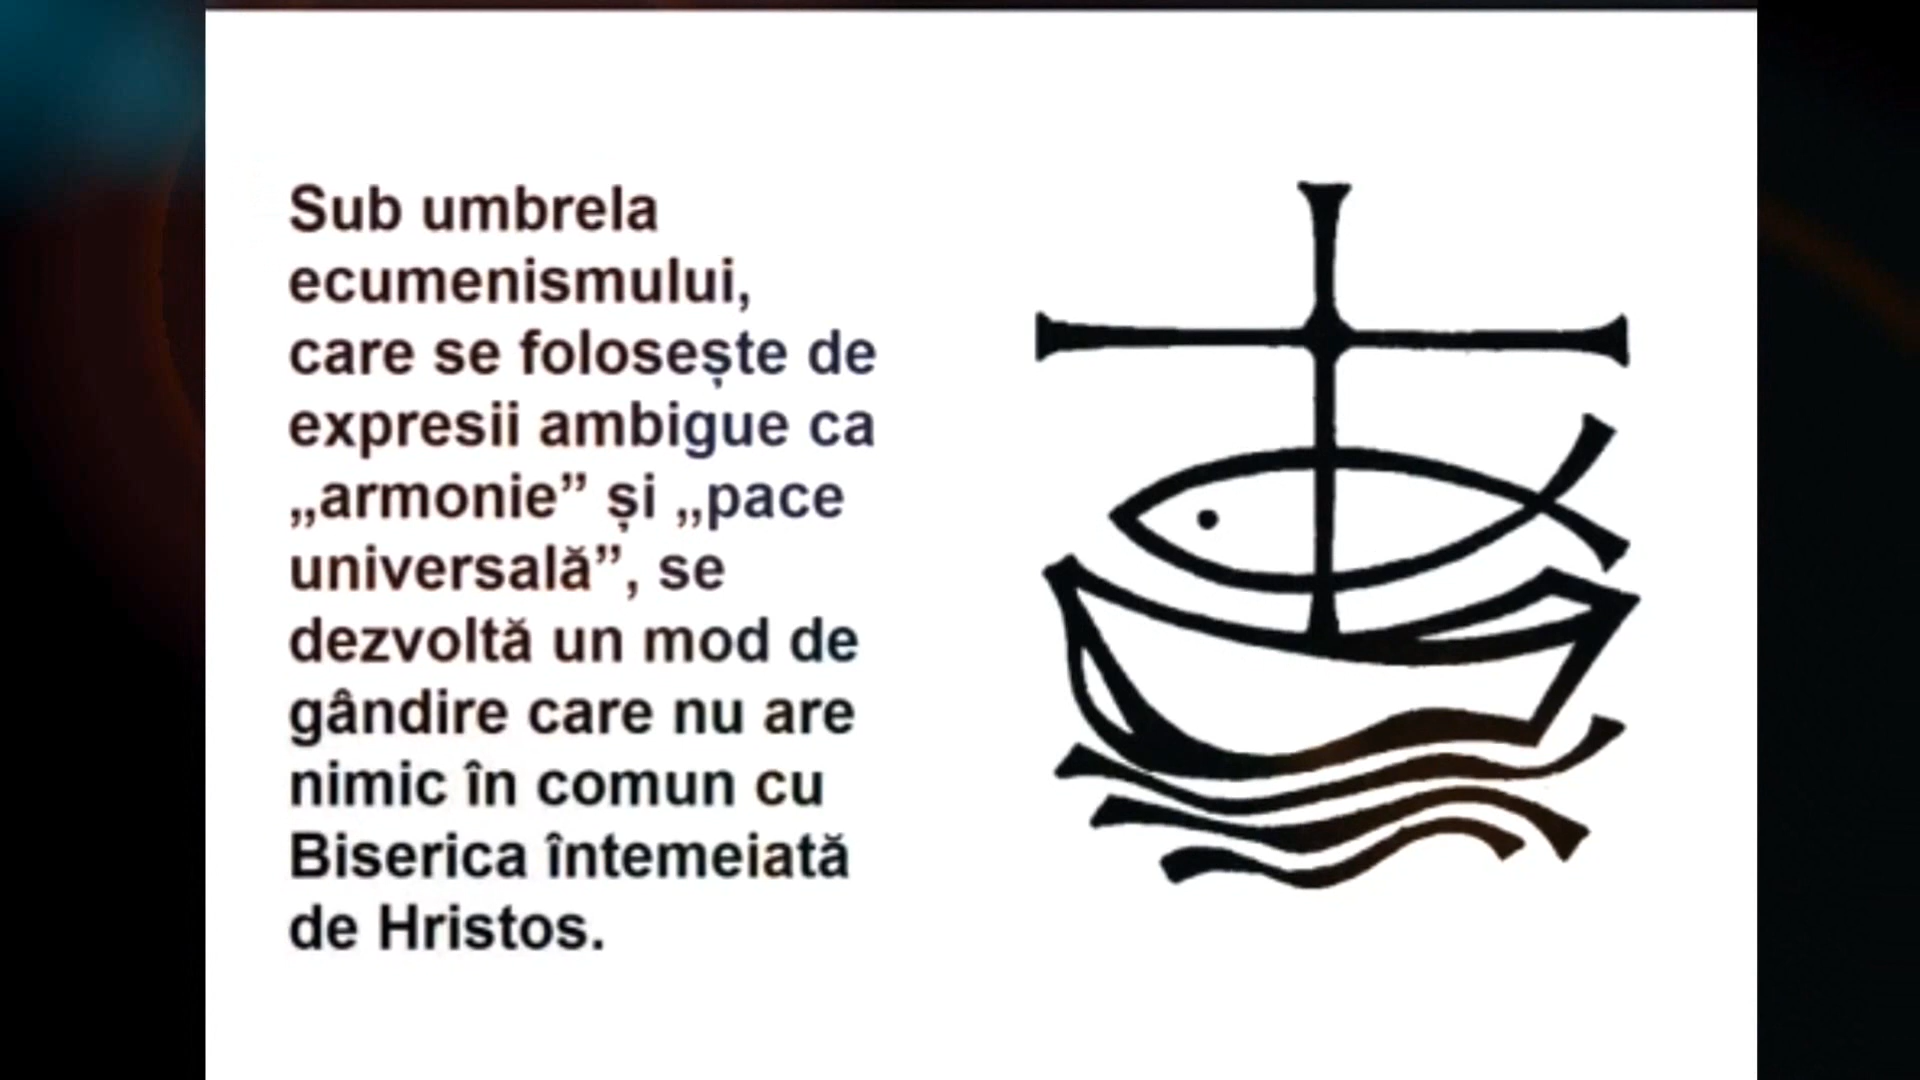 Sub umbrela
ecumenismului,
care se folosește de
expresii ambigue ca
„armonie” și „pace
universală”, se
dezvoltă un mod de
gândire care nu are
nimic în comun cu
Biserica întemeiată
de Hristos.